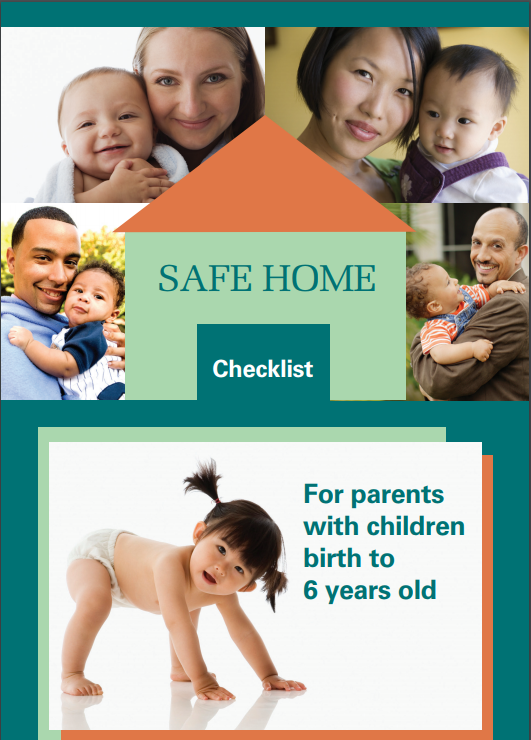 SAFE HOME
Checklist
For parents
with children
birth to
6 years old